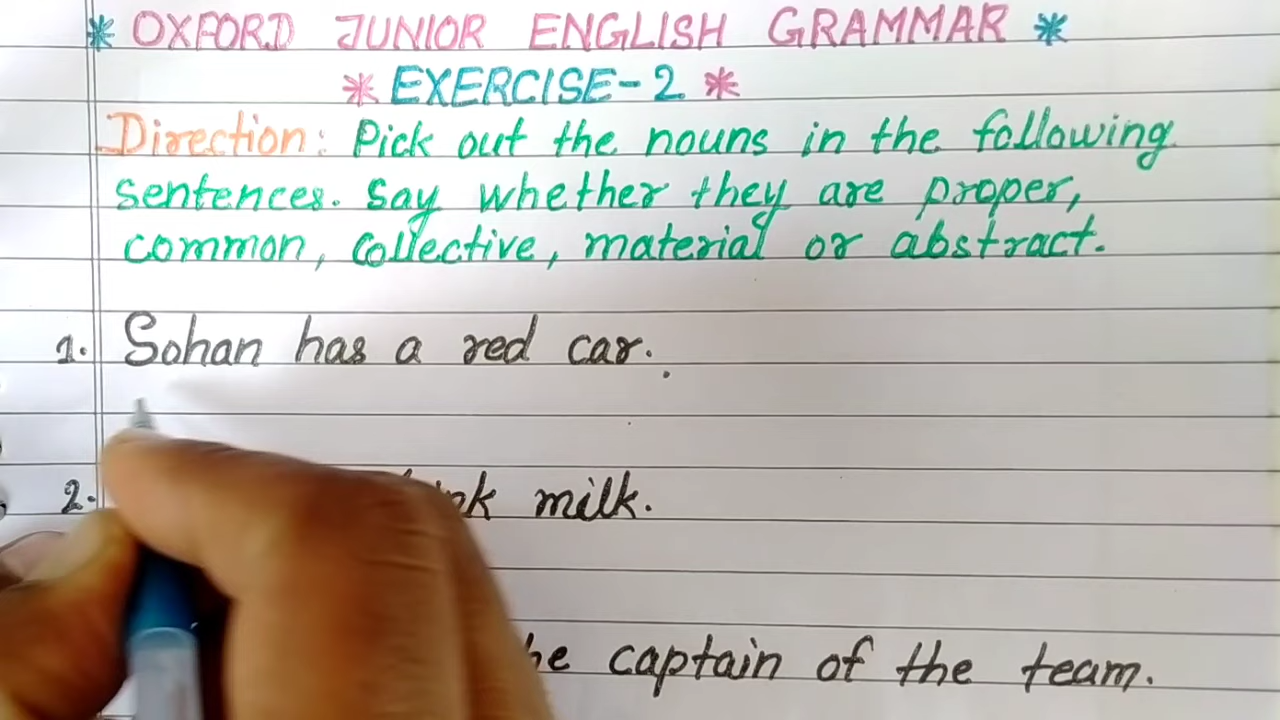 * OXFORD JUNIOR ENGLISH GRAMMAR *
* EXERCISE-2 *
Direction: Pick out the nouns in the following
sentences. Say whether they are proper,
common, collective, material or abstract.
1. Sohan has a red car.
2. milk.
captain of the team.